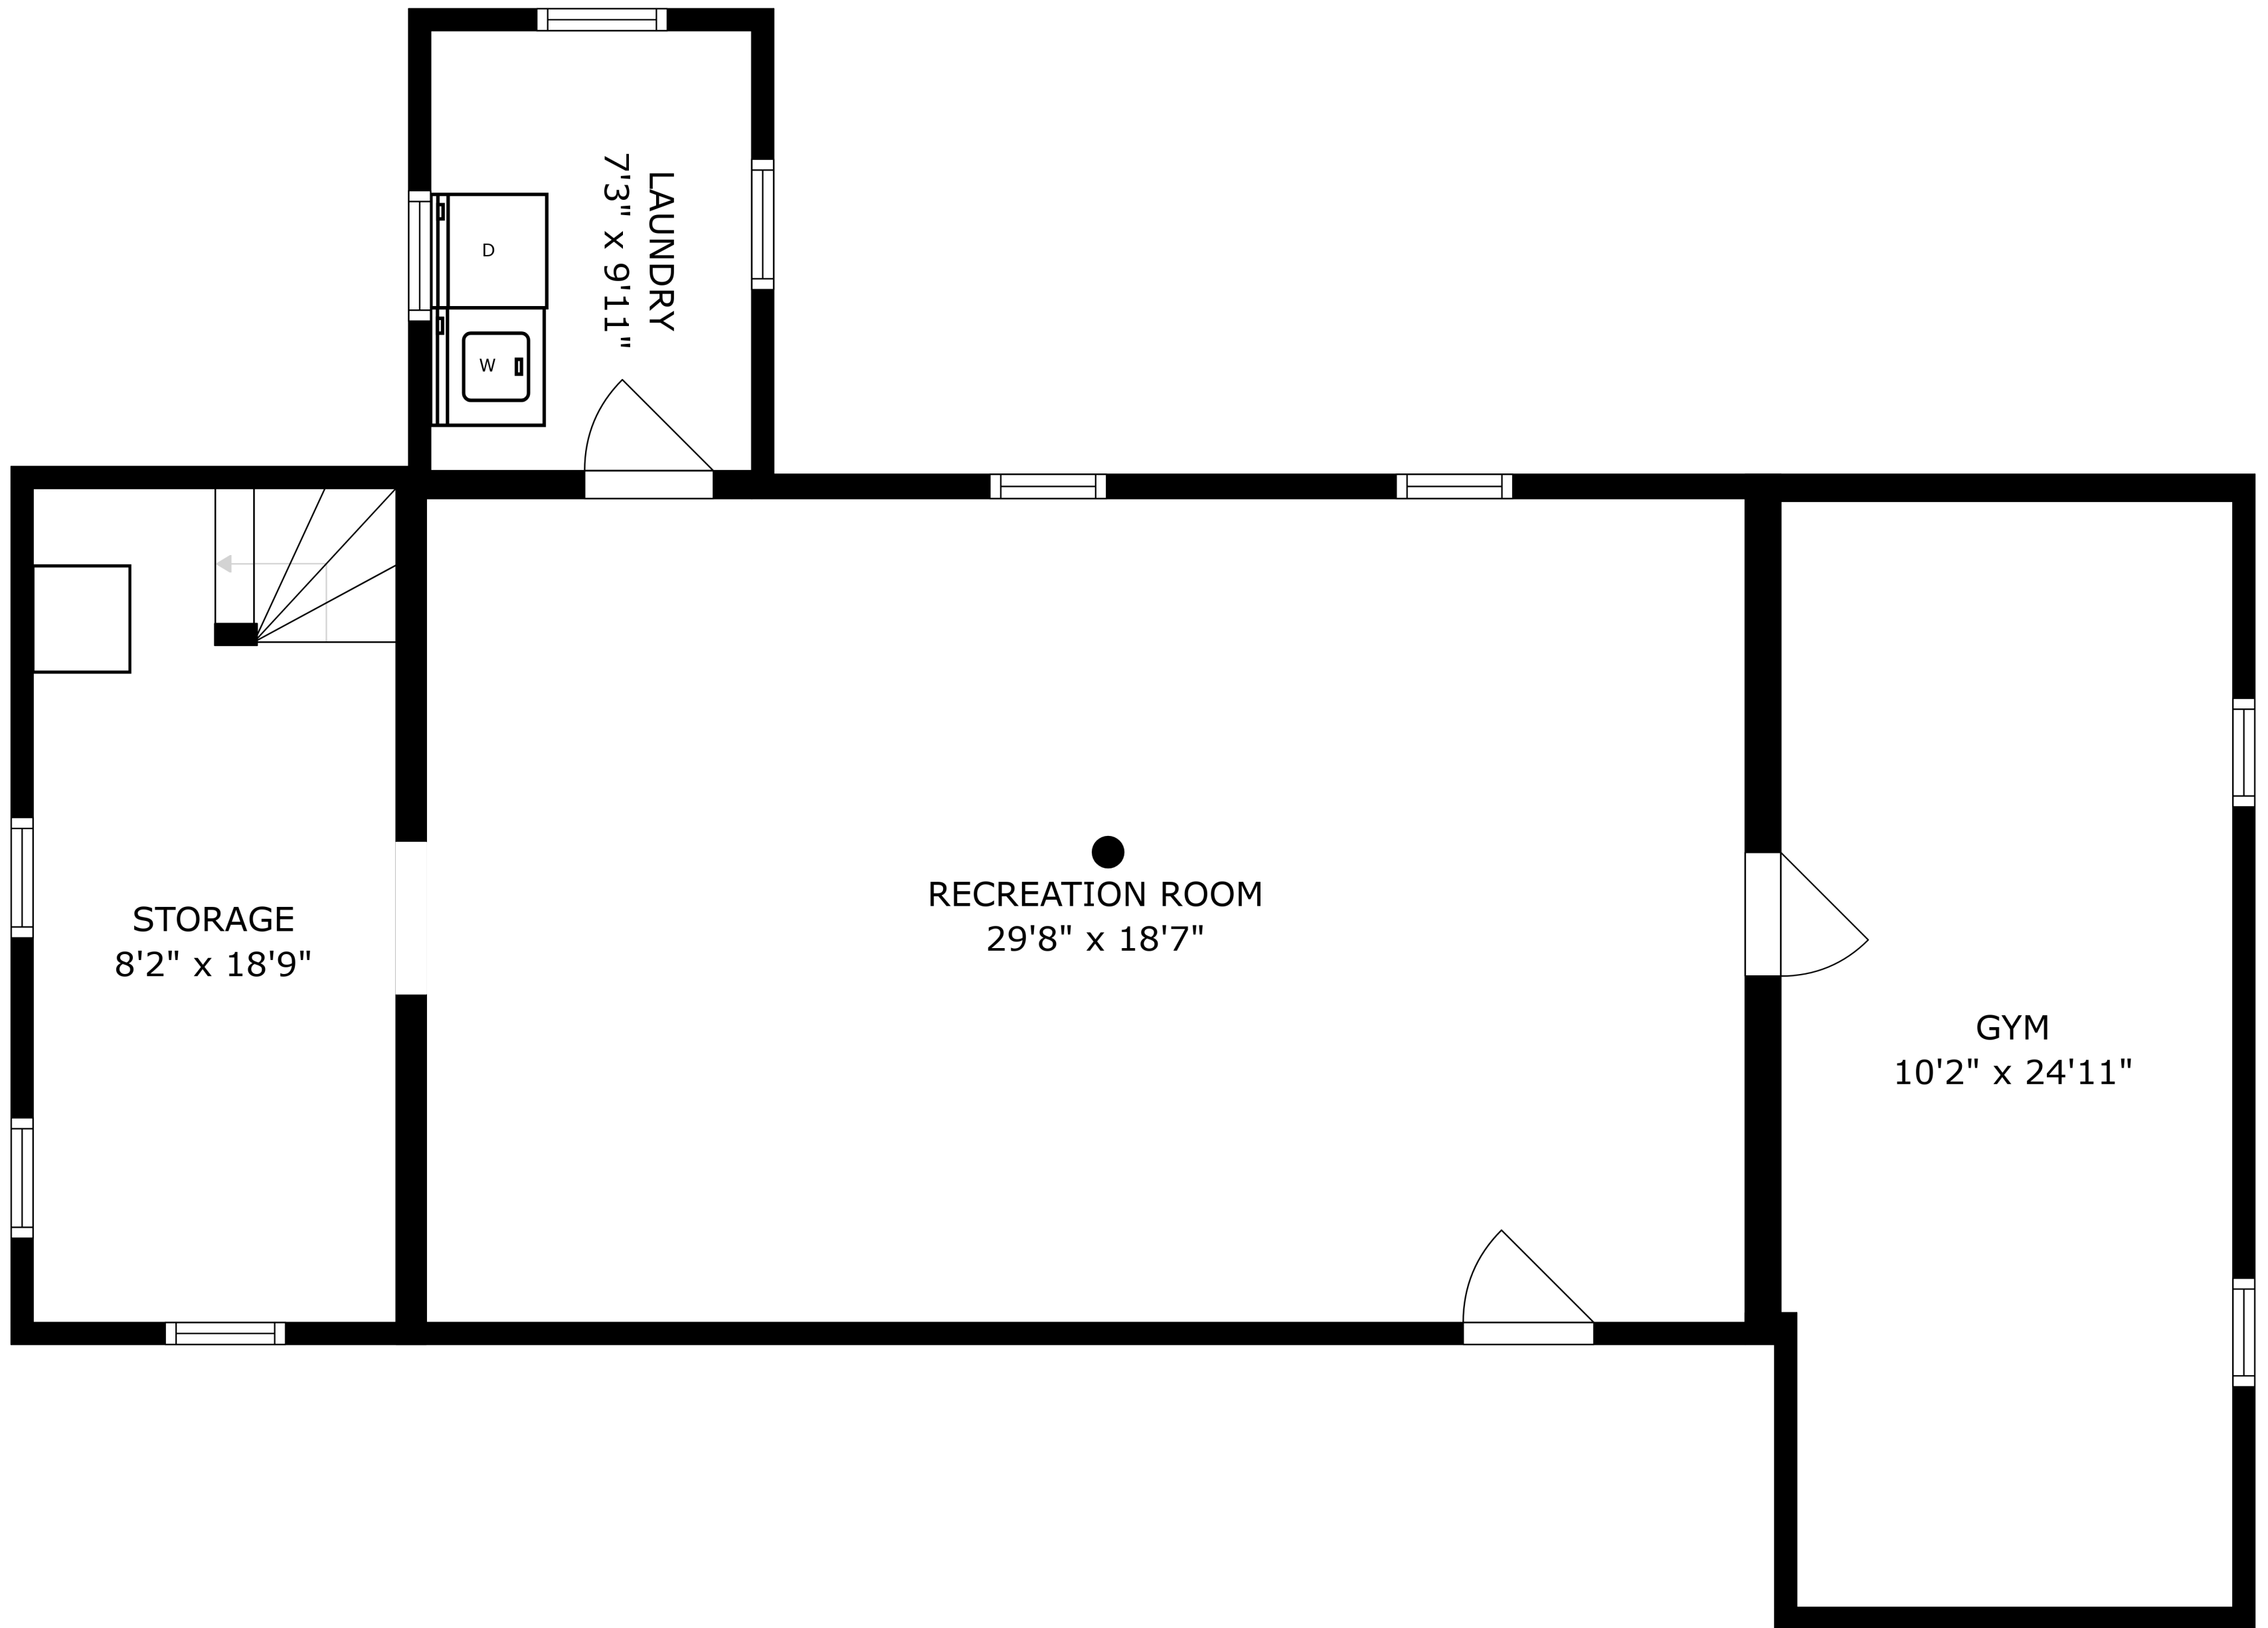 LAUNDRY
7'3" x 9'11"
D
W
STORAGE
8'2" x 18'9"
RECREATION ROOM
29'8" x 18'7"
GYM
10'2" x 24'11"